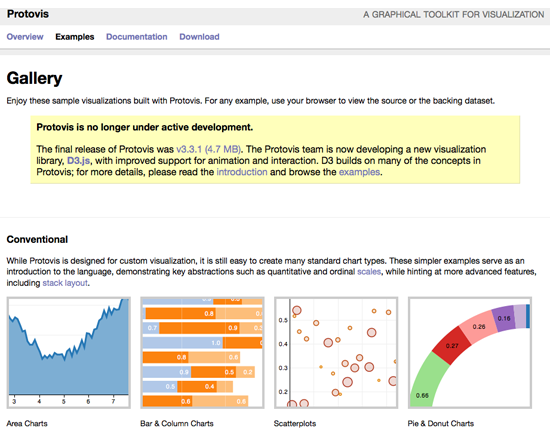 Protovis
A GRAPHICAL TOOLKIT FOR VISUALIZATION
Overview Examples Documentation Download
Gallery
Enjoy these sample visualizations built with Protovis. For any example, use your browser to view the source or the backing dataset.
Protovis is no longer under active development.
The final release of Protovis was v3.3.1 (4.7 MB). The Protovis team is now developing a new visualization
library, D3.js, with improved support for animation and interaction. D3 builds on many of the concepts in
Protovis; for more details, please read the introduction and browse the examples.
Conventional
While Protovis is designed for custom visualization, it is still easy to create many standard chart types. These simpler examples serve as an
introduction to the language, demonstrating key abstractions such as quantitative and ordinal scales, while hinting at more advanced features,
including stack layout.
3 4 5 6 7
0.8 0.6
0.7 0.9 0.5
1.0
0.6 0.6
0.8 0.5 0.2
0.5 0.4
0.8 0.6
0.5
0.4
0.3
0.2
0.55
0.27
0.26
0.16
Area Charts
Bar & Column Charts
Scatterplots
Pie & Donut Charts